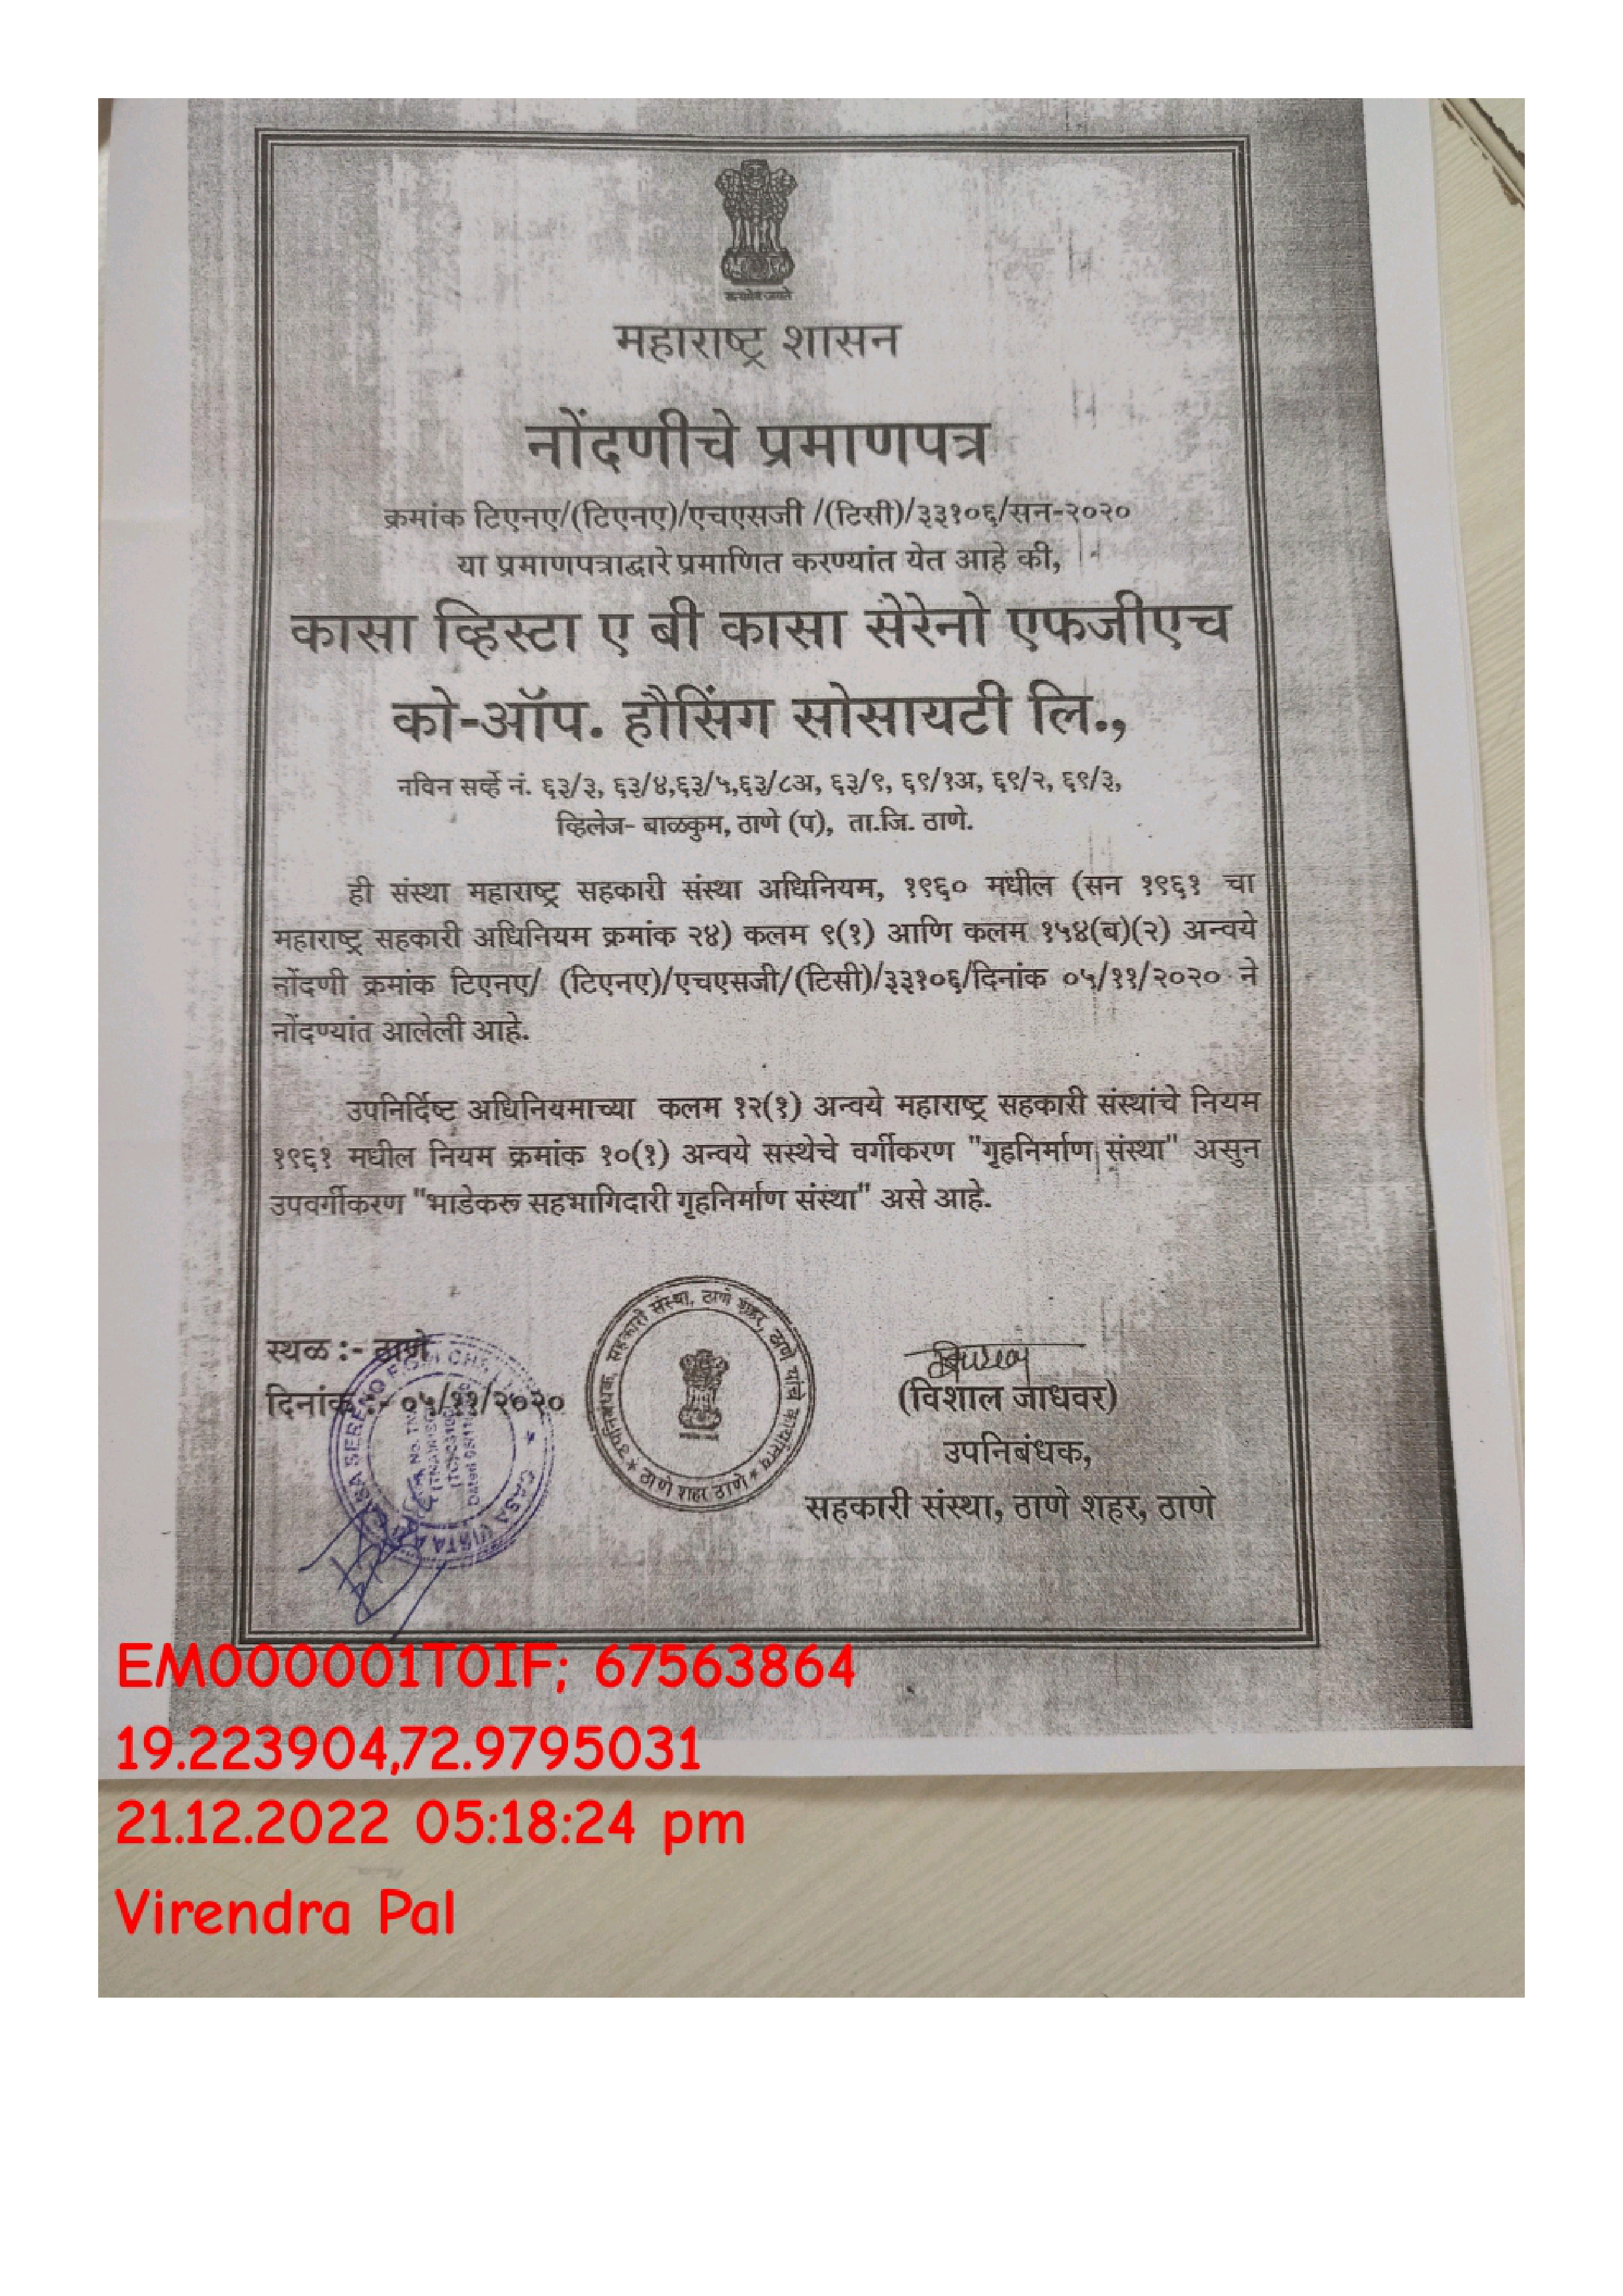 सत्यमेव जयते
महाराष्ट्र शासन
नोंदणीचे प्रमाणपत्र
क्रमांक टिएनए/(टिएनए)/एचएसजी /(टिसी)/३३१०६/सन-२०२०
या प्रमाणपत्राद्वारे प्रमाणित करण्यांत येत आहे की,
कासा व्हिस्टा ए बी कासा सेरेनो एफजीएच
को-ऑप. हौसिंग सोसायटी लि.,
नविन सर्व्हे नं. ६३/३, ६३/४,६३/५,६३/८अ, ६३/९, ६९/१अ, ६९/२, ६९/३,
व्हिलेज- बाळकुम, ठाणे (प), ता.जि. ठाणे.
ही संस्था महाराष्ट्र सहकारी संस्था अधिनियम, १९६० मधील (सन १९६१ चा
महाराष्ट्र सहकारी अधिनियम क्रमांक २४) कलम ९(१) आणि कलम १५४(ब)(२) अन्वये
नोंदणी क्रमांक टिएनए/ (टिएनए)/एचएसजी/(टिसी)/३३१०६/दिनांक ०५/११/२०२० ने
नोंदण्यांत आलेली आहे.
उपनिर्दिष्ट अधिनियमाच्या कलम १२(१) अन्वये महाराष्ट्र सहकारी संस्थांचे नियम
१९६१ मधील नियम क्रमांक १०(१) अन्वये सस्थेचे वर्गीकरण "गृहनिर्माण संस्था" असुन
उपवर्गीकरण "भाडेकरू सहभागिदारी गृहनिर्माण संस्था" असे आहे.
स्थळ :- ठाणे
दिनांक :- ०५/११/२०२०
CASA VISTA CASA SERENO
उपनिबंधक, सहकारी संस्था, ठाणे शहर, ठाणे यांचे कार्यालय
* ठाणे शहर ठाणे *
(विशाल जाधवर)
उपनिबंधक,
सहकारी संस्था, ठाणे शहर, ठाणे
EM000001T0IF; 67563864
19.223904,72.9795031
21.12.2022 05:18:24 pm
Virendra Pal